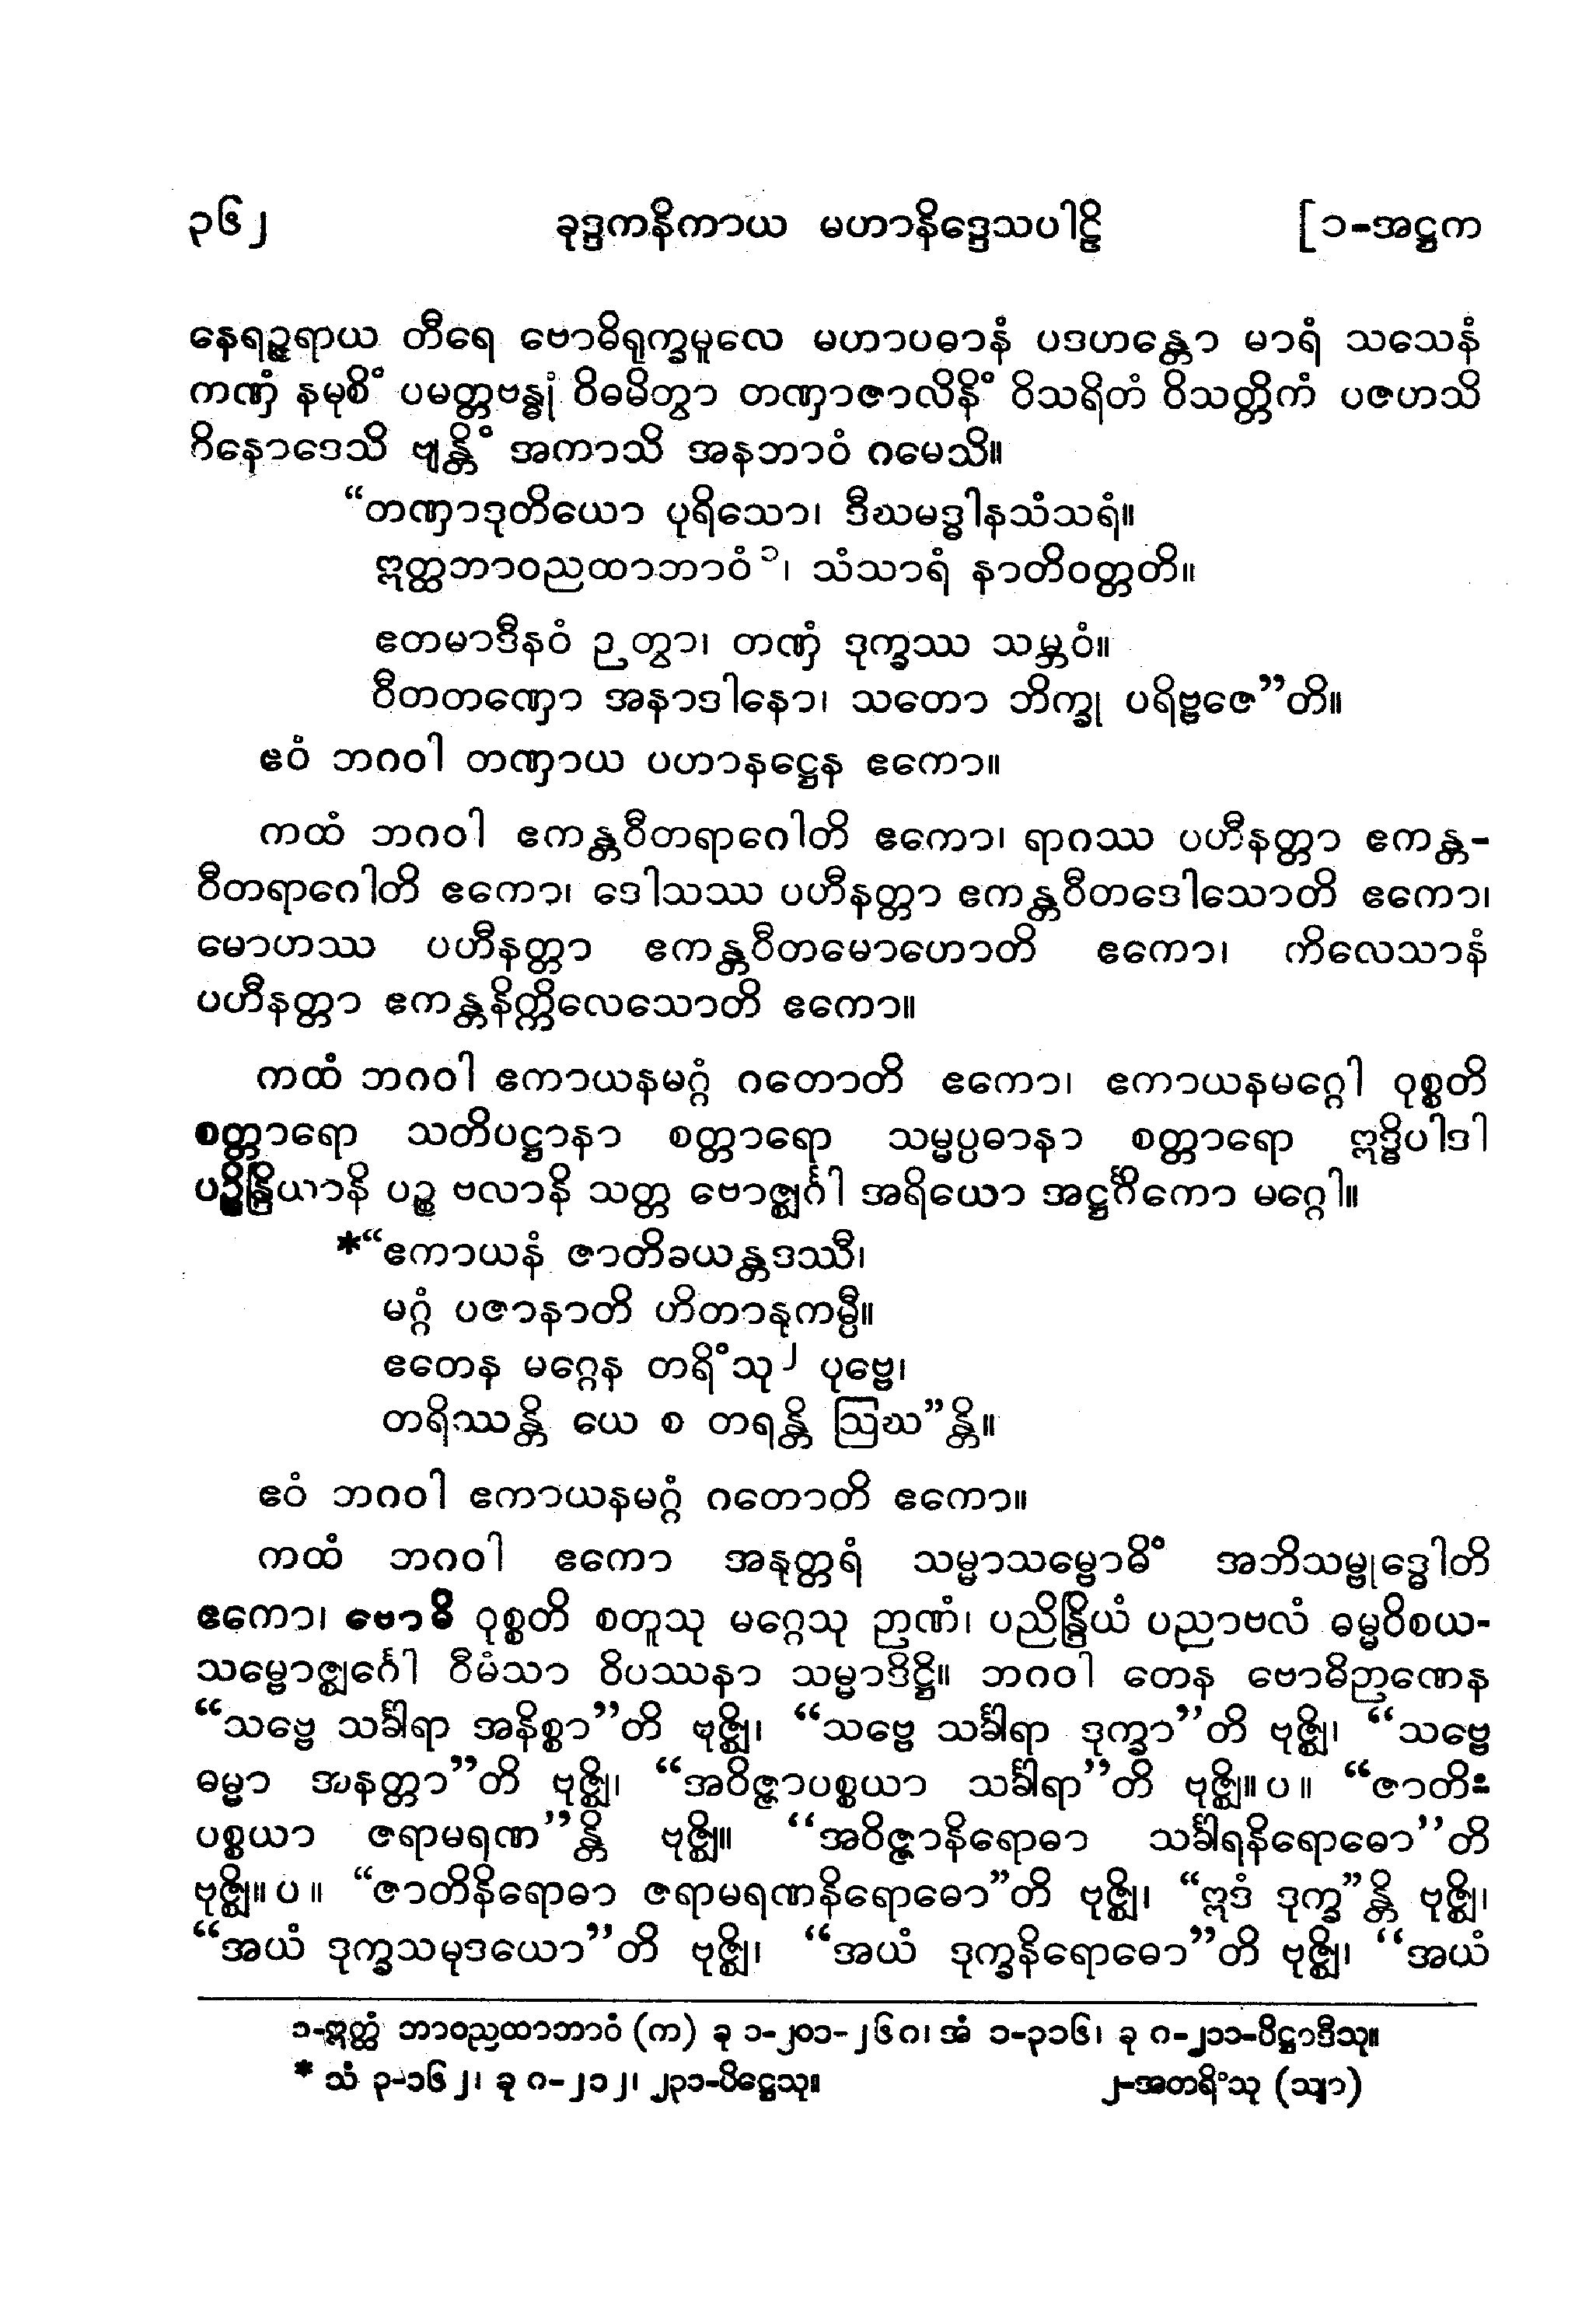 ၃၆၂ ခုဒ္ဒကနိကာယ မဟာနိဒ္ဒေသပါဠိ [၁-အဋ္ဌက
နေရဉ္ဇရာယ တီရေ ဗောဓိရုက္ခမူလေ မဟာပဓာနံ ပဒဟန္တော မာရံ သသေနံ
ကဏှံ နမုစိံ ပမတ္တဗန္ဓုံ ဝိဓမိတွာ တဏှာဇာလိနိံ ဝိသရိတံ ဝိသတ္တိကံ ပဇဟသိ
ဝိနောဒေသိ ဗျန္တိံ အကာသိ အနဘာဝံ ဂမေသိ။
“တဏှာဒုတိယော ပုရိသော၊ ဒီဃမဒ္ဓါနသံသရံ။
ဣတ္ထဘာဝညထာဘာဝံ ၁၊ သံသာရံ နာတိဝတ္တတိ။
ဧတမာဒီနဝံ ဉတွာ၊ တဏှံ ဒုက္ခဿ သမ္ဘဝံ။
ဝီတတဏှော အနာဒါနော၊ သတော ဘိက္ခု ပရိဗ္ဗဇေ”တိ။
ဧဝံ ဘဂဝါ တဏှာယ ပဟာနဋ္ဌေန ဧကော။
ကထံ ဘဂဝါ ဧကန္တဝီတရာဂေါတိ ဧကော၊ ရာဂဿ ပဟီနတ္တာ ဧကန္တ-
ဝီတရာဂေါတိ ဧကော၊ ဒေါသဿ ပဟီနတ္တာ ဧကန္တဝီတဒေါသောတိ ဧကော၊
မောဟဿ ပဟီနတ္တာ ဧကန္တဝီတမောဟောတိ ဧကော၊ ကိလေသာနံ
ပဟီနတ္တာ ဧကန္တနိက္ကိလေသောတိ ဧကော။
ကထံ ဘဂဝါ ဧကာယနမဂ္ဂံ ဂတောတိ ဧကော၊ ဧကာယနမဂ္ဂေါ ဝုစ္စတိ
စတ္တာရော သတိပဋ္ဌာနာ စတ္တာရော သမ္မပ္ပဓာနာ စတ္တာရော ဣဒ္ဓိပါဒါ
ပဉ္စိန္ဒြိယာနိ ပဉ္စ ဗလာနိ သတ္တ ဗောဇ္ဈင်္ဂါ အရိယော အဋ္ဌင်္ဂိကော မဂ္ဂေါ။
*“ဧကာယနံ ဇာတိခယန္တဒဿီ၊
မဂ္ဂံ ပဇာနာတိ ဟိတာနုကမ္ပီ။
ဧတေန မဂ္ဂေန တရိံသု ၂ ပုဗ္ဗေ၊
တရိဿန္တိ ယေ စ တရန္တိ ဩဃ”န္တိ။
ဧဝံ ဘဂဝါ ဧကာယနမဂ္ဂံ ဂတောတိ ဧကော။
ကထံ ဘဂဝါ ဧကော အနုတ္တရံ သမ္မာသမ္ဗောဓိံ အဘိသမ္ဗုဒ္ဓေါတိ
ဧကော၊ ဗောဓိ ဝုစ္စတိ စတူသု မဂ္ဂေသု ဉာဏံ၊ ပညိန္ဒြိယံ ပညာဗလံ ဓမ္မဝိစယ-
သမ္ဗောဇ္ဈင်္ဂေါ ဝီမံသာ ဝိပဿနာ သမ္မာဒိဋ္ဌိ။ ဘဂဝါ တေန ဗောဓိဉာဏေန
“သဗ္ဗေ သင်္ခါရာ အနိစ္စာ”တိ ဗုဇ္ဈိ၊ “သဗ္ဗေ သင်္ခါရာ ဒုက္ခာ”တိ ဗုဇ္ဈိ၊ “သဗ္ဗေ
ဓမ္မာ အနတ္တာ”တိ ဗုဇ္ဈိ၊ “အဝိဇ္ဇာပစ္စယာ သင်္ခါရာ”တိ ဗုဇ္ဈိ။ ပ ။ “ဇာတိ-
ပစ္စယာ ဇရာမရဏ”န္တိ ဗုဇ္ဈိ။ “အဝိဇ္ဇာနိရောဓာ သင်္ခါရနိရောဓော”တိ
ဗုဇ္ဈိ။ ပ ။ “ဇာတိနိရောဓာ ဇရာမရဏနိရောဓော”တိ ဗုဇ္ဈိ၊ “ဣဒံ ဒုက္ခ”န္တိ ဗုဇ္ဈိ၊
“အယံ ဒုက္ခသမုဒယော”တိ ဗုဇ္ဈိ၊ “အယံ ဒုက္ခနိရောဓော”တိ ဗုဇ္ဈိ၊ “အယံ
၁-ဣတ္ထံ ဘာဝညထာဘာဝံ (က) ခု ၁-၂၀၁-၂၆၈၊ အံ ၁-၃၁၆၊ ခု ၈-၂၁၁-ပိဋ္ဌာဒီသု။
* သံ ၃-၁၆၂၊ ခု ၈-၂၁၂၊ ၂၃၁-ပိဋ္ဌေသု။ ၂-အတရိံသု (သျာ)